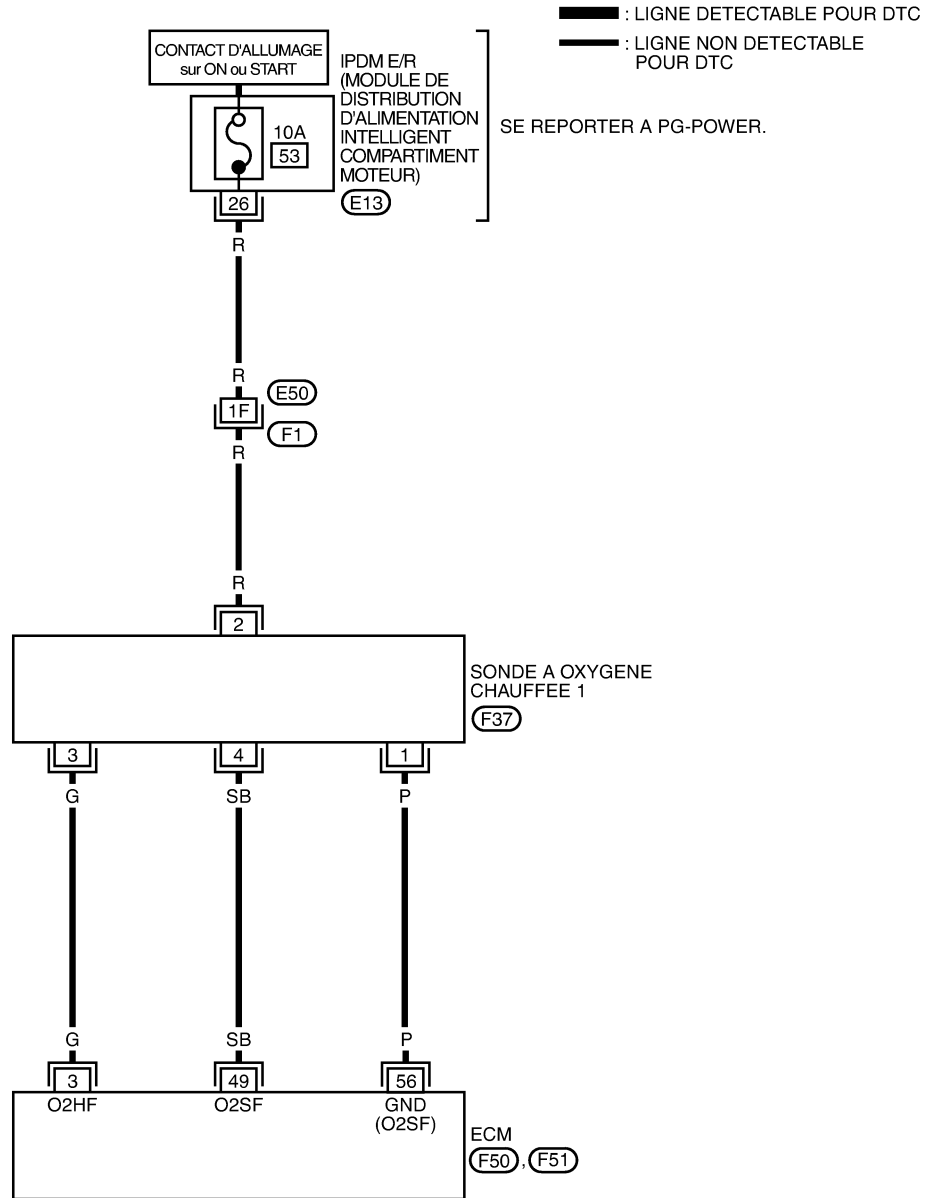 : LIGNE DETECTABLE POUR DTC
: LIGNE NON DETECTABLE
POUR DTC
CONTACT D'ALLUMAGE
sur ON ou START
IPDM E/R
(MODULE DE
DISTRIBUTION
D'ALIMENTATION
INTELLIGENT
COMPARTIMENT
MOTEUR)
E13
10A
53
SE REPORTER A PG-POWER.
26
R
R
E50
1F
F1
R
R
2
SONDE A OXYGENE
CHAUFFEE 1
F37
3 4 1
G SB P
G SB P
3 49 56
O2HF O2SF GND
(O2SF)
ECM
F50 , F51